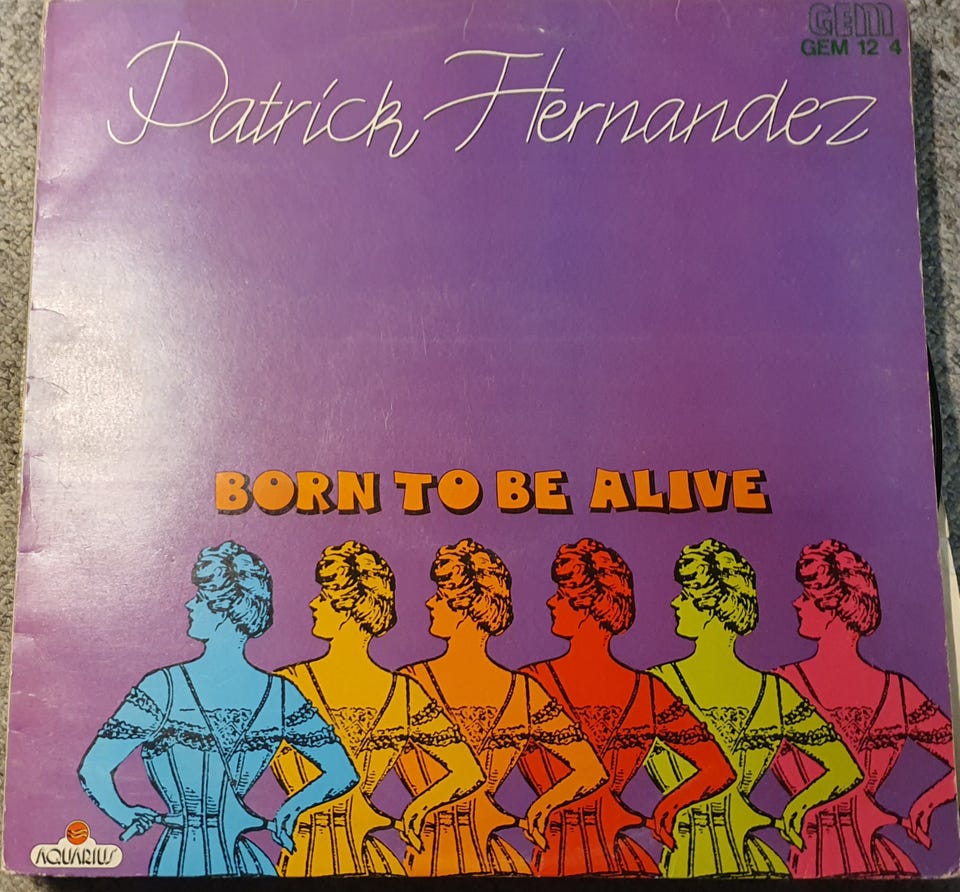 GEM
GEM 12 4
Patrick Hernandez
BORN TO BE ALIVE
AQUARIUS